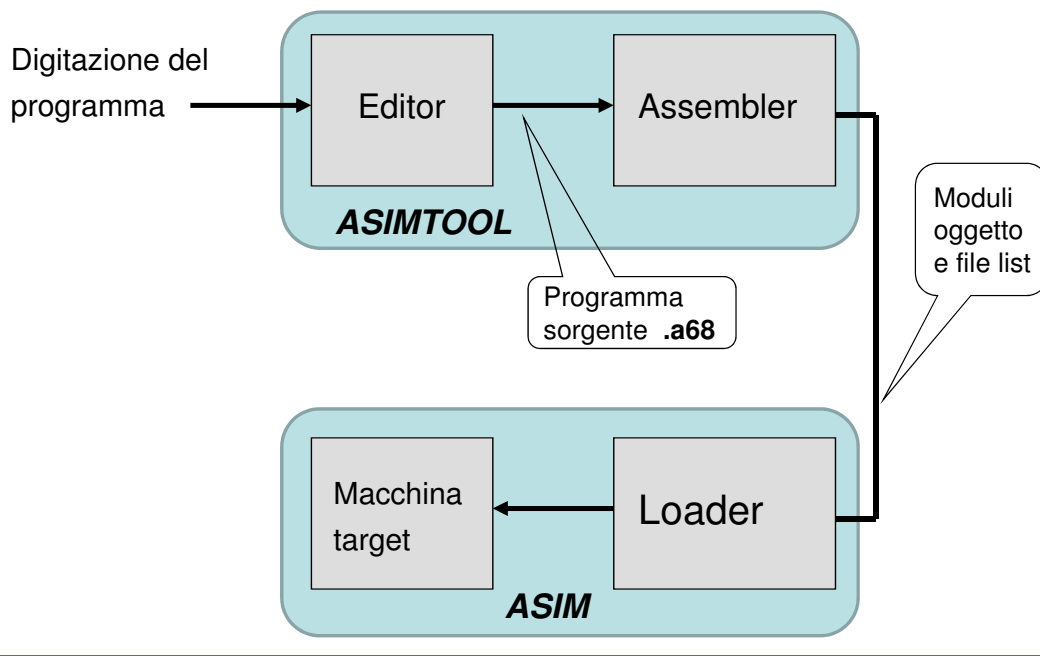 Digitazione del
programma
Editor
Assembler
ASIMTOOL
Programma
sorgente .a68
Moduli
oggetto
e file list
Macchina
target
Loader
ASIM